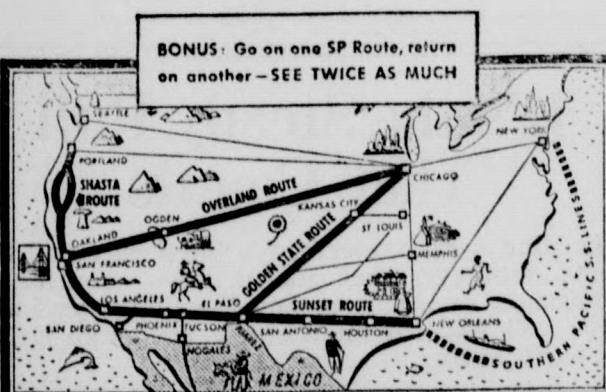 BONUS: Go on one SP Route, return
on another—SEE TWICE AS MUCH
SEATTLE
NEW YORK
PORTLAND
CHICAGO
SHASTA
ROUTE
OVERLAND ROUTE
KANSAS CITY
OGDEN
ST LOUIS
OAKLAND
GOLDEN STATE ROUTE
MEMPHIS
SAN FRANCISCO
LOS ANGELES
EL PASO
SUNSET ROUTE
SAN DIEGO
PHOENIX
TUCSON
JUAREZ
SAN ANTONIO
HOUSTON
NEW ORLEANS
NOGALES
MEXICO
SOUTHERN PACIFIC S.S. LINES